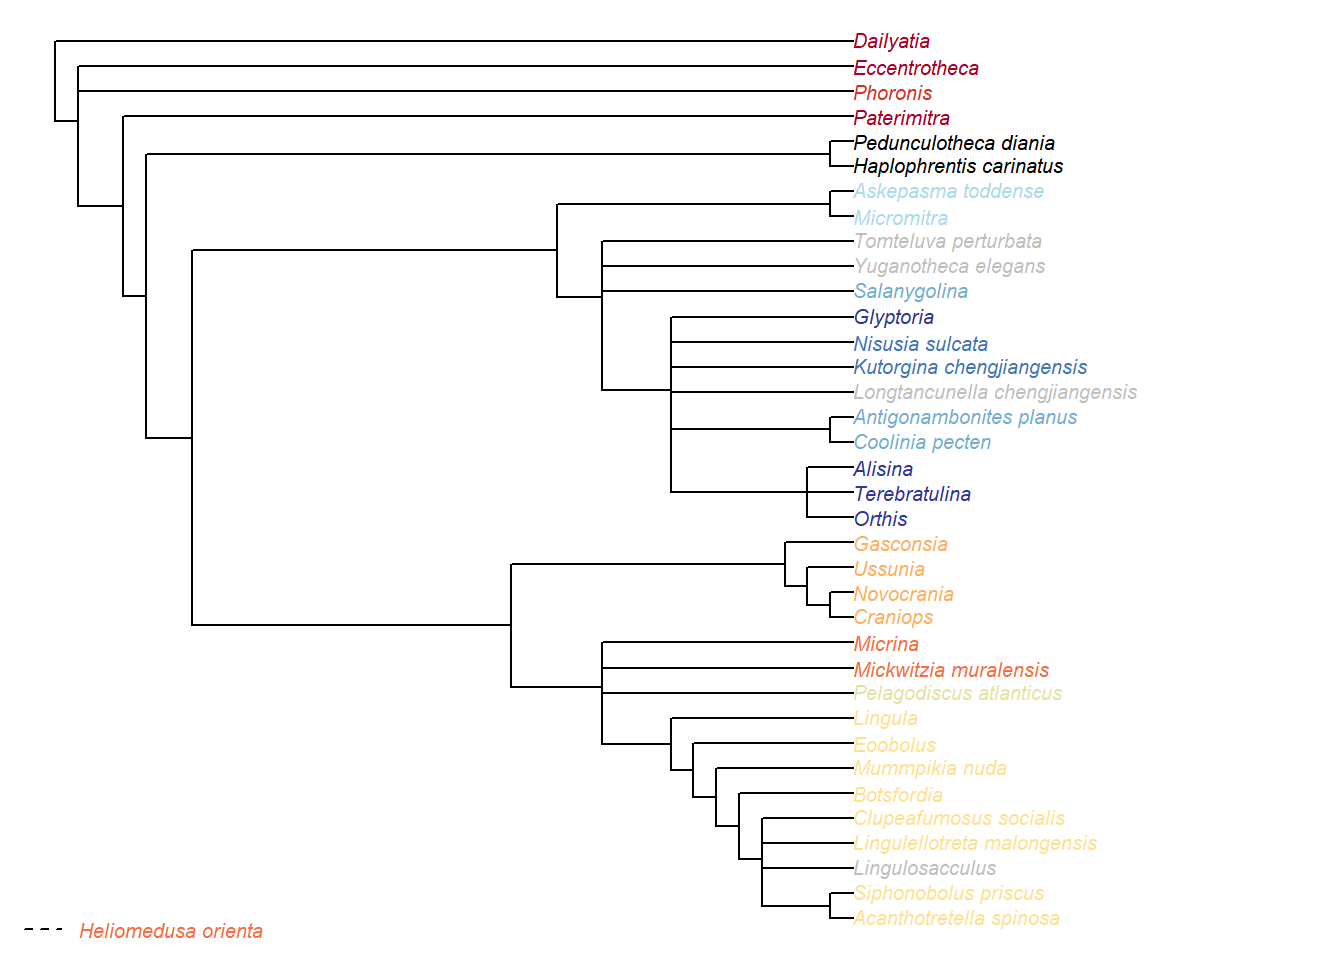 Dailyatia
Eccentrotheca
Phoronis
Paterimitra
Pedunculotheca diania
Haplophrentis carinatus
Askepasma toddense
Micromitra
Tomteluva perturbata
Yuganotheca elegans
Salanygolina
Glyptoria
Nisusia sulcata
Kutorgina chengjiangensis
Longtancunella chengjiangensis
Antigonambonites planus
Coolinia pecten
Alisina
Terebratulina
Orthis
Gasconsia
Ussunia
Novocrania
Craniops
Micrina
Mickwitzia muralensis
Pelagodiscus atlanticus
Lingula
Eoobolus
Mummpikia nuda
Botsfordia
Clupeafumosus socialis
Lingulellotreta malongensis
Lingulosacculus
Siphonobolus priscus
Acanthotretella spinosa
Heliomedusa orienta